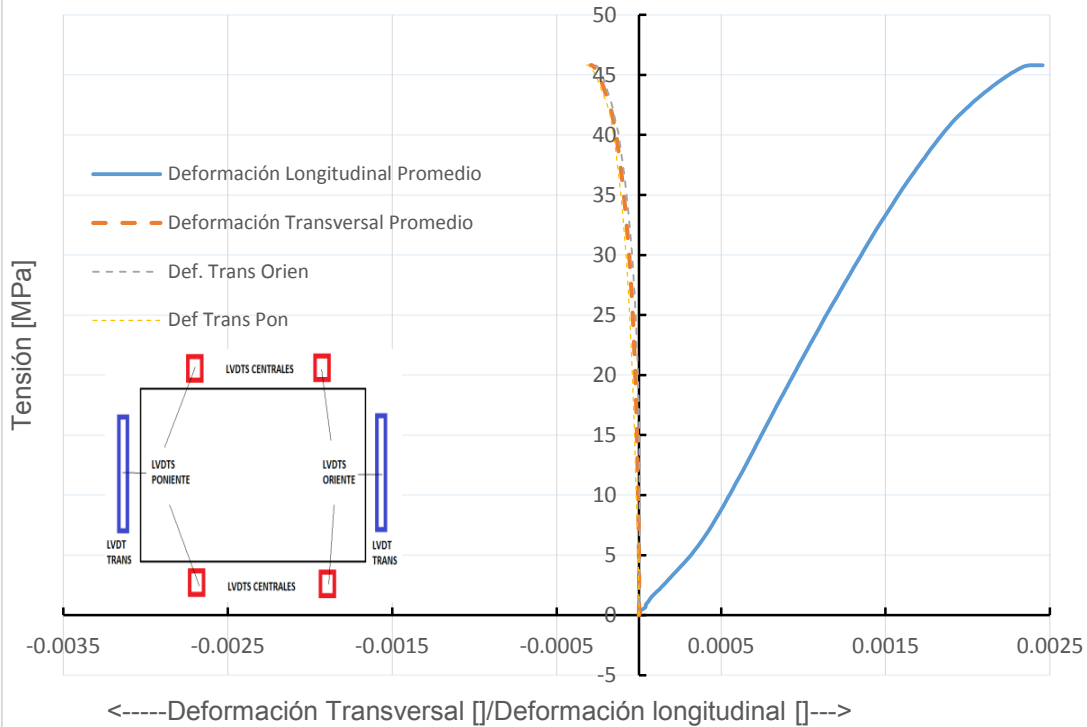 50
45
40
35
30
25
20
15
10
5
0
-5
-0.0035
-0.0025
-0.0015
-0.0005
0.0005
0.0015
0.0025
Tensión [MPa]
Deformación Longitudinal Promedio
Deformación Transversal Promedio
Def. Trans Orien
Def Trans Pon
LVDTS CENTRALES
LVDTS
PONIENTE
LVDTS
ORIENTE
LVDT
TRANS
LVDT
TRANS
LVDTS CENTRALES
<-----Deformación Transversal []/Deformación longitudinal []--->